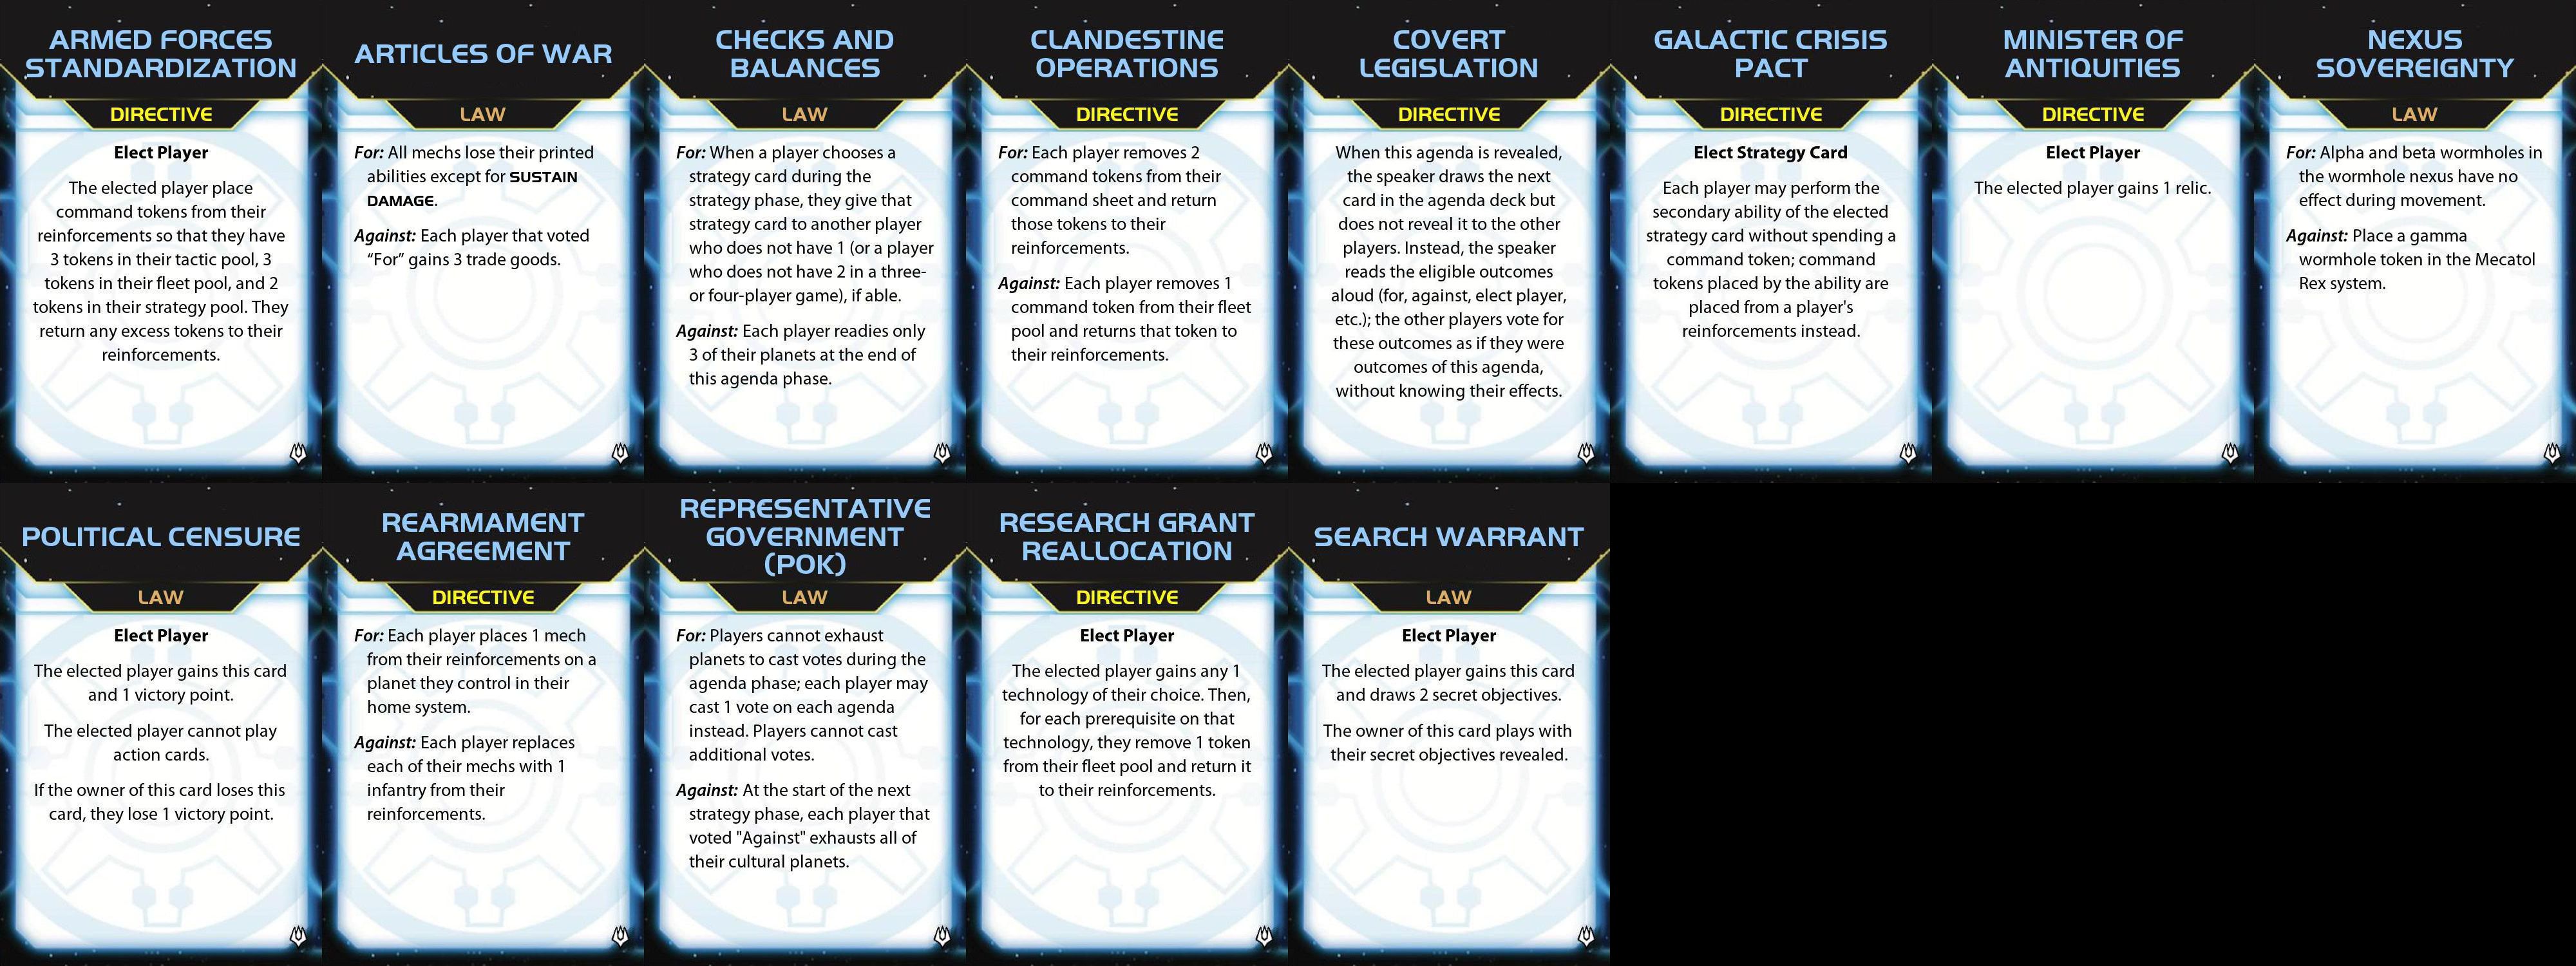 ARMED FORCES
STANDARDIZATION
DIRECTIVE
Elect Player
The elected player place
command tokens from their
reinforcements so that they have
3 tokens in their tactic pool, 3
tokens in their fleet pool, and 2
tokens in their strategy pool. They
return any excess tokens to their
reinforcements.
ARTICLES OF WAR
LAW
For: All mechs lose their printed
abilities except for SUSTAIN
DAMAGE.
Against: Each player that voted
“For” gains 3 trade goods.
CHECKS AND
BALANCES
LAW
For: When a player chooses a
strategy card during the
strategy phase, they give that
strategy card to another player
who does not have 1 (or a player
who does not have 2 in a three-
or four-player game), if able.
Against: Each player readies only
3 of their planets at the end of
this agenda phase.
CLANDESTINE
OPERATIONS
DIRECTIVE
For: Each player removes 2
command tokens from their
command sheet and return
those tokens to their
reinforcements.
Against: Each player removes 1
command token from their fleet
pool and returns that token to
their reinforcements.
COVERT
LEGISLATION
DIRECTIVE
When this agenda is revealed,
the speaker draws the next
card in the agenda deck but
does not reveal it to the other
players. Instead, the speaker
reads the eligible outcomes
aloud (for, against, elect player,
etc.); the other players vote for
these outcomes as if they were
outcomes of this agenda,
without knowing their effects.
GALACTIC CRISIS
PACT
DIRECTIVE
Elect Strategy Card
Each player may perform the
secondary ability of the elected
strategy card without spending a
command token; command
tokens placed by the ability are
placed from a player's
reinforcements instead.
MINISTER OF
ANTIQUITIES
DIRECTIVE
Elect Player
The elected player gains 1 relic.
NEXUS
SOVEREIGNTY
LAW
For: Alpha and beta wormholes in
the wormhole nexus have no
effect during movement.
Against: Place a gamma
wormhole token in the Mecatol
Rex system.
POLITICAL CENSURE
LAW
Elect Player
The elected player gains this card
and 1 victory point.
The elected player cannot play
action cards.
If the owner of this card loses this
card, they lose 1 victory point.
REARMAMENT
AGREEMENT
DIRECTIVE
For: Each player places 1 mech
from their reinforcements on a
planet they control in their
home system.
Against: Each player replaces
each of their mechs with 1
infantry from their
reinforcements.
REPRESENTATIVE
GOVERNMENT
(POK)
LAW
For: Players cannot exhaust
planets to cast votes during the
agenda phase; each player may
cast 1 vote on each agenda
instead. Players cannot cast
additional votes.
Against: At the start of the next
strategy phase, each player that
voted "Against" exhausts all of
their cultural planets.
RESEARCH GRANT
REALLOCATION
DIRECTIVE
Elect Player
The elected player gains any 1
technology of their choice. Then,
for each prerequisite on that
technology, they remove 1 token
from their fleet pool and return it
to their reinforcements.
SEARCH WARRANT
LAW
Elect Player
The elected player gains this card
and draws 2 secret objectives.
The owner of this card plays with
their secret objectives revealed.